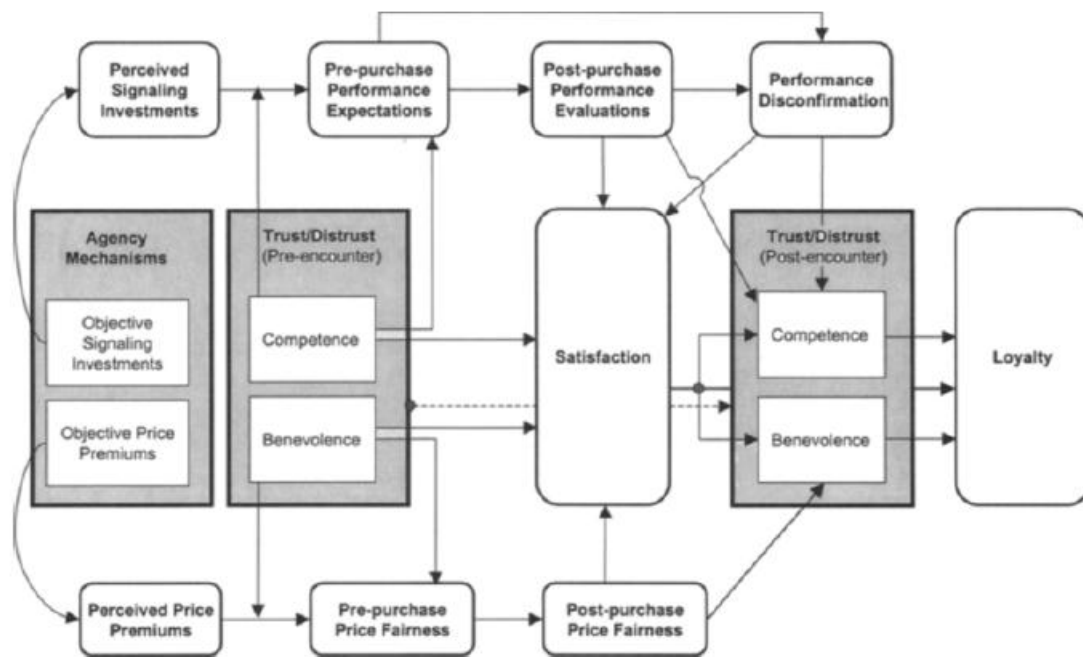 Perceived
Signaling
Investments
Pre-purchase
Performance
Expectations
Post-purchase
Performance
Evaluations
Performance
Disconfirmation
Agency
Mechanisms
Objective
Signaling
Investments
Objective Price
Premiums
Trust/Distrust
(Pre-encounter)
Competence
Benevolence
Satisfaction
Trust/Distrust
(Post-encounter)
Competence
Benevolence
Loyalty
Perceived Price
Premiums
Pre-purchase
Price Fairness
Post-purchase
Price Fairness